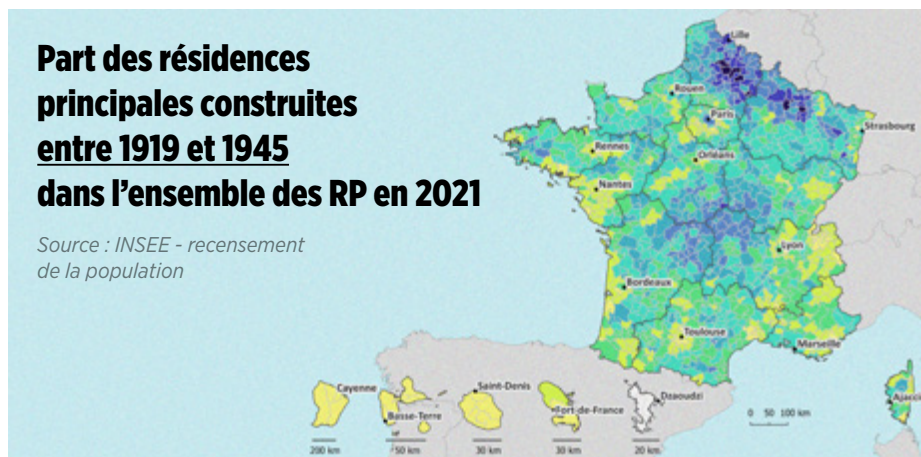 Part des résidences
principales construites
entre 1919 et 1945
dans l’ensemble des RP en 2021
Source : INSEE - recensement
de la population
Lille
Rouen
Paris
Strasbourg
Rennes
Orléans
Nantes
Lyon
Bordeaux
Toulouse
Marseille
Cayenne
Saint-Denis
Dzaoudzi
Basse-Terre
Fort-de-France
Ajaccio
0 50 100 km
200 km
50 km
30 km
30 km
20 km